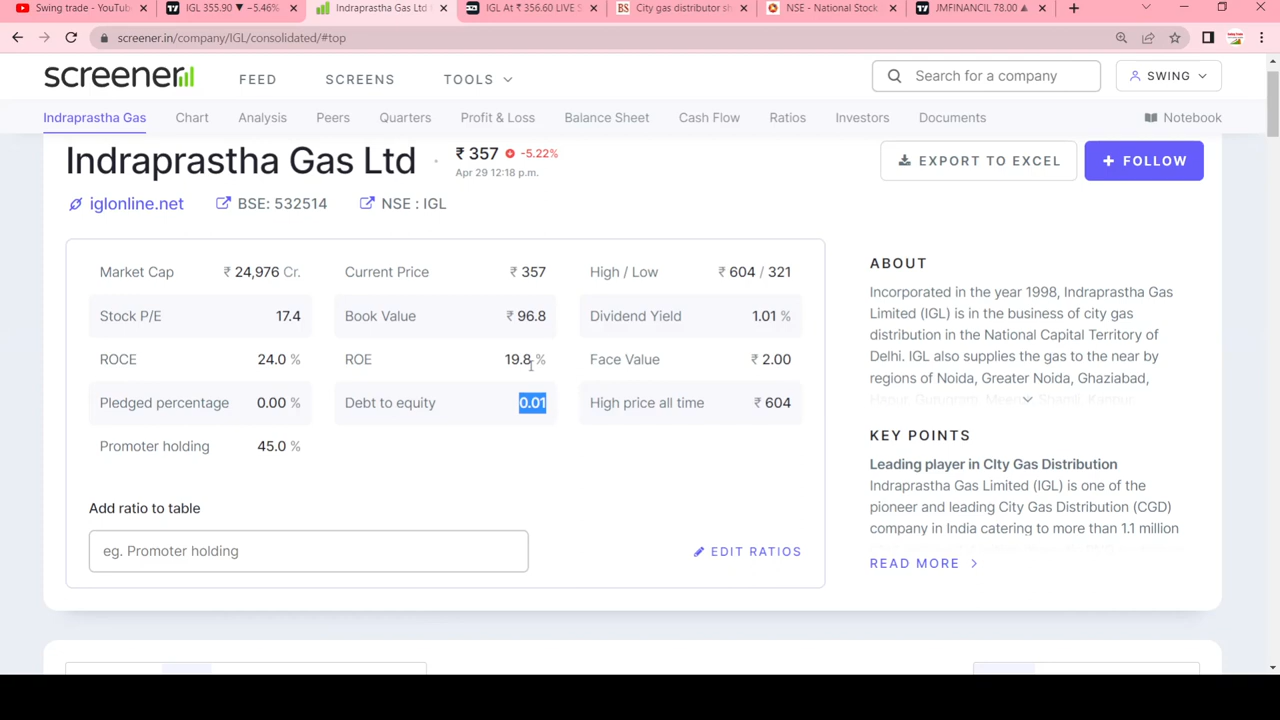 Swing trade - YouTube
IGL 355.90 ▼ −5.46%
Indraprastha Gas Ltd
IGL At ₹ 356.60 LIVE S
City gas distributor sh
NSE - National Stock
JMFINANCIL 78.00
screener.in/company/IGL/consolidated/#top
screener
FEED
SCREENS
TOOLS
Search for a company
SWING
Indraprastha Gas
Chart
Analysis
Peers
Quarters
Profit & Loss
Balance Sheet
Cash Flow
Ratios
Investors
Documents
Notebook
Indraprastha Gas Ltd
₹ 357 -5.22%
Apr 29 12:18 p.m.
EXPORT TO EXCEL
+ FOLLOW
iglonline.net
BSE: 532514
NSE : IGL
Market Cap ₹ 24,976 Cr.
Current Price ₹ 357
High / Low ₹ 604 / 321
Stock P/E 17.4
Book Value ₹ 96.8
Dividend Yield 1.01 %
ROCE 24.0 %
ROE 19.8 %
Face Value ₹ 2.00
Pledged percentage 0.00 %
Debt to equity 0.01
High price all time ₹ 604
Promoter holding 45.0 %
Add ratio to table
eg. Promoter holding
EDIT RATIOS
ABOUT
Incorporated in the year 1998, Indraprastha Gas
Limited (IGL) is in the business of city gas
distribution in the National Capital Territory of
Delhi. IGL also supplies the gas to the near by
regions of Noida, Greater Noida, Ghaziabad,
KEY POINTS
Leading player in CIty Gas Distribution
Indraprastha Gas Limited (IGL) is one of the
pioneer and leading City Gas Distribution (CGD)
company in India catering to more than 1.1 million
READ MORE